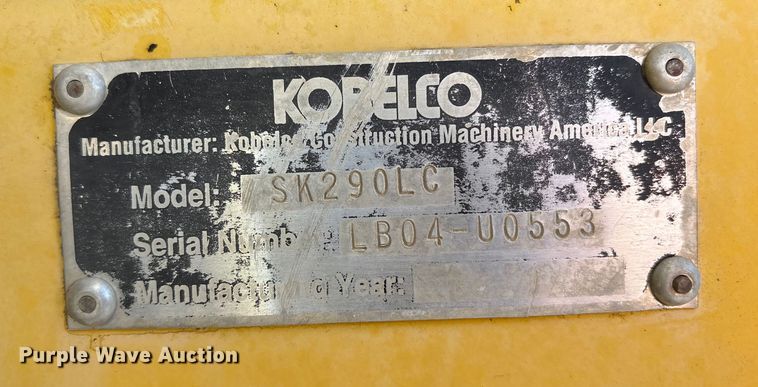 KOBELCO
Manufacturer: Kobelco Construction Machinery America, LLC
Model: SK290LC
Serial Number: LB04-U0553
Manufacturing Year:
Purple Wave Auction